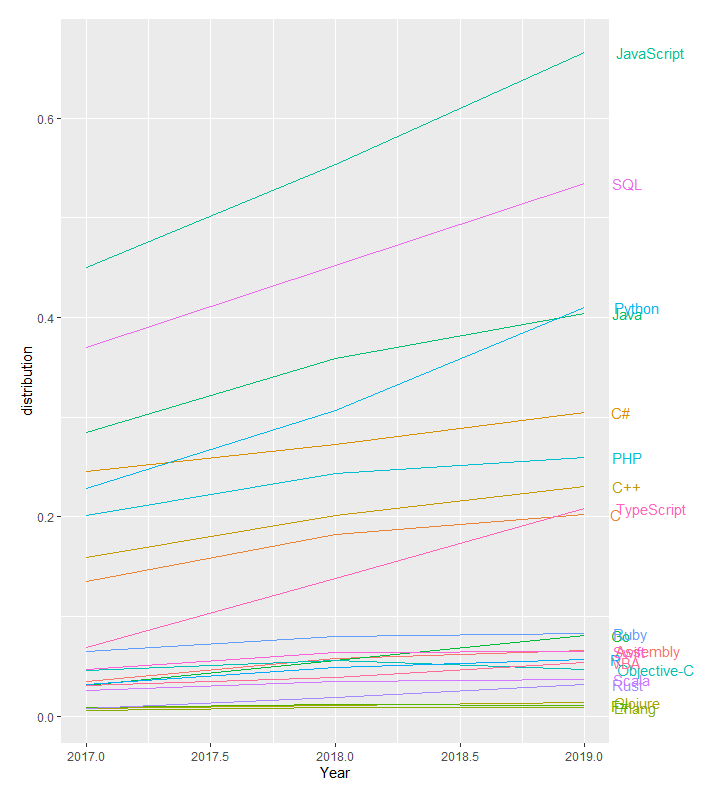 JavaScript
0.6
SQL
0.4
Python
Java
C#
PHP
C++
0.2
TypeScript
C
Ruby
Go
Assembly
Swift
VBA
R
Objective-C
Scala
Rust
Clojure
F#
Erlang
0.0
distribution
2017.0
2017.5
2018.0
2018.5
2019.0
Year